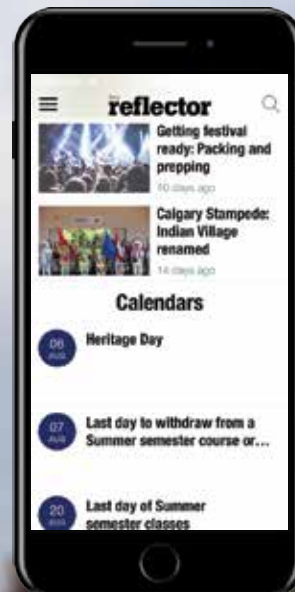 the
reflector
Getting festival
ready: Packing and
prepping
10 days ago
Calgary Stampede:
Indian Village
renamed
14 days ago
Calendars
06
AUG
Heritage Day
07
AUG
Last day to withdraw from a
Summer semester course or...
20
AUG
Last day of Summer
semester classes